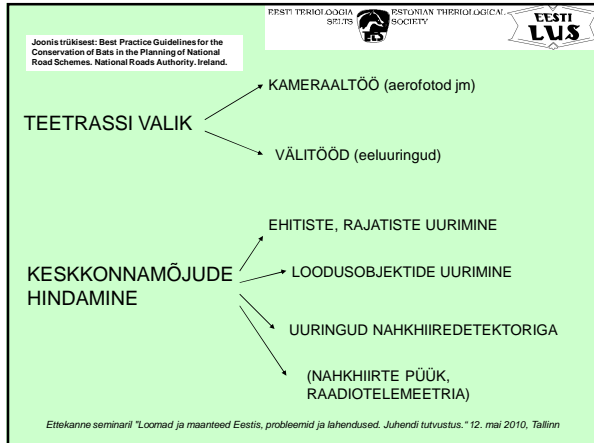 EESTI TERIOLOOGIA SELTS
ESTONIAN THERIOLOGICAL SOCIETY
EESTI
LUS
Joonis trükisest: Best Practice Guidelines for the
Conservation of Bats in the Planning of National
Road Schemes. National Roads Authority. Ireland.
KAMERAALTÖÖ (aerofotod jm)
TEETRASSI VALIK
VÄLITÖÖD (eeluuringud)
EHITISTE, RAJATISTE UURIMINE
KESKKONNAMÕJUDE
HINDAMINE
LOODUSOBJEKTIDE UURIMINE
UURINGUD NAHKHIIREDETEKTORIGA
(NAHKHIIRTE PÜÜK,
RAADIOTELEMEETRIA)
Ettekanne seminaril "Loomad ja maanteed Eestis, probleemid ja lahendused. Juhendi tutvustus." 12. mai 2010, Tallinn